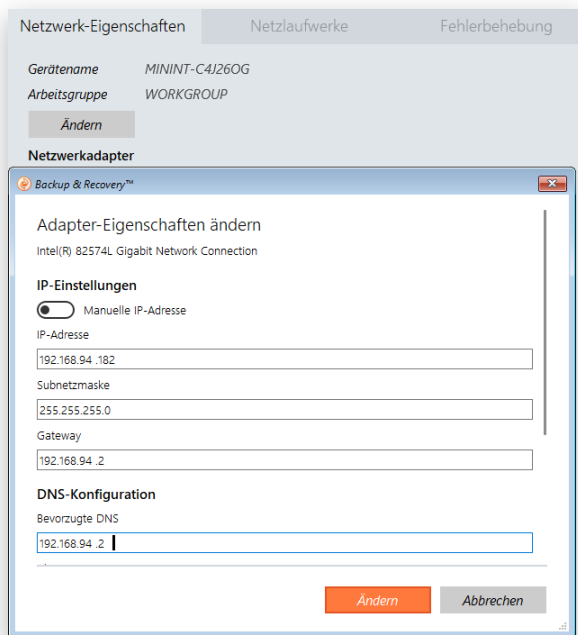 Netzwerk-Eigenschaften Netzlaufwerke Fehlerbehebung
Gerätename MININT-C4J26OG
Arbeitsgruppe WORKGROUP
Ändern
Netzwerkadapter
Backup & Recovery™
Adapter-Eigenschaften ändern
Intel(R) 82574L Gigabit Network Connection
IP-Einstellungen
Manuelle IP-Adresse
IP-Adresse
192.168.94 .182
Subnetzmaske
255.255.255.0
Gateway
192.168.94 .2
DNS-Konfiguration
Bevorzugte DNS
192.168.94 .2
Ändern Abbrechen